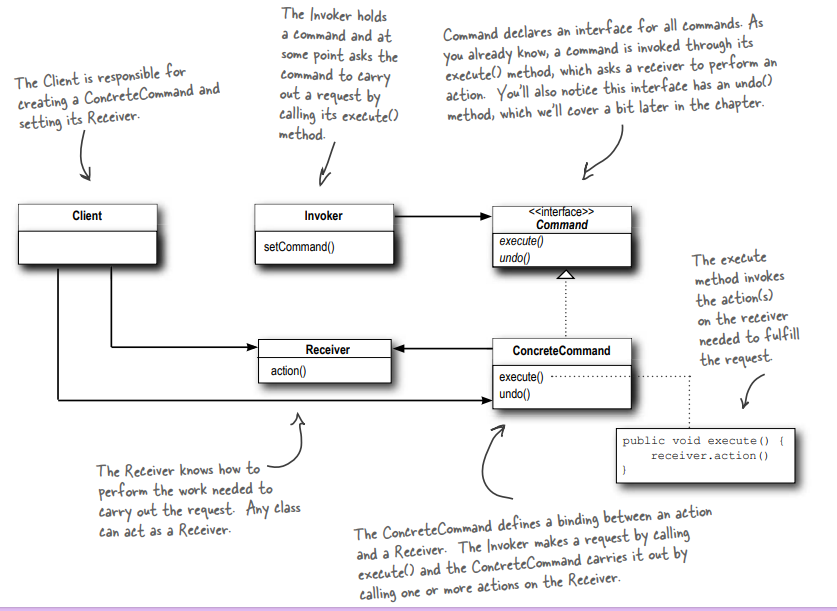 The Client is responsible for
creating a ConcreteCommand and
setting its Receiver.
The Invoker holds
a command and at
some point asks the
command to carry
out a request by
calling its execute()
method.
Command declares an interface for all commands. As
you already know, a command is invoked through its
execute() method, which asks a receiver to perform an
action. You'll also notice this interface has an undo()
method, which we'll cover a bit later in the chapter.
Client
Invoker
setCommand()
<<interface>>
Command
execute()
undo()
The execute
method invokes
the action(s)
on the receiver
needed to fulfill
the request.
Receiver
action()
ConcreteCommand
execute()
undo()
public void execute() {
receiver.action()
}
The Receiver knows how to
perform the work needed to
carry out the request. Any class
can act as a Receiver.
The ConcreteCommand defines a binding between an action
and a Receiver. The Invoker makes a request by calling
execute() and the ConcreteCommand carries it out by
calling one or more actions on the Receiver.